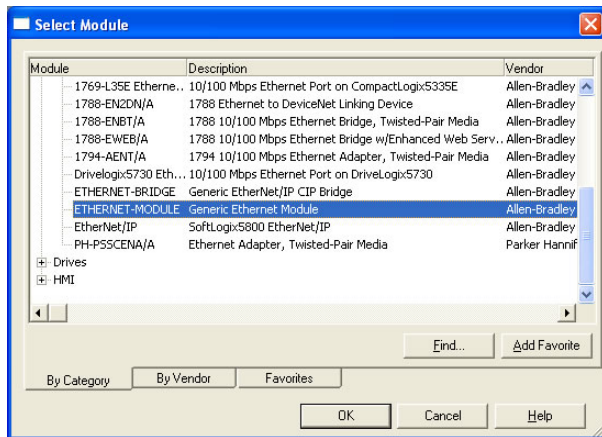 Select Module
Module Description Vendor
1769-L35E Etherne... 10/100 Mbps Ethernet Port on CompactLogix5335E Allen-Bradley
1788-EN2DN/A 1788 Ethernet to DeviceNet Linking Device Allen-Bradley
1788-ENBT/A 1788 10/100 Mbps Ethernet Bridge, Twisted-Pair Media Allen-Bradley
1788-EWEB/A 1788 10/100 Mbps Ethernet Bridge w/Enhanced Web Serv... Allen-Bradley
1794-AENT/A 1794 10/100 Mbps Ethernet Adapter, Twisted-Pair Media Allen-Bradley
Drivelogix5730 Eth... 10/100 Mbps Ethernet Port on DriveLogix5730 Allen-Bradley
ETHERNET-BRIDGE Generic EtherNet/IP CIP Bridge Allen-Bradley
ETHERNET-MODULE Generic Ethernet Module Allen-Bradley
EtherNet/IP SoftLogix5800 EtherNet/IP Allen-Bradley
PH-PSSCENA/A Ethernet Adapter, Twisted-Pair Media Parker Hannif
Drives
HMI
Find... Add Favorite
By Category By Vendor Favorites
OK Cancel Help